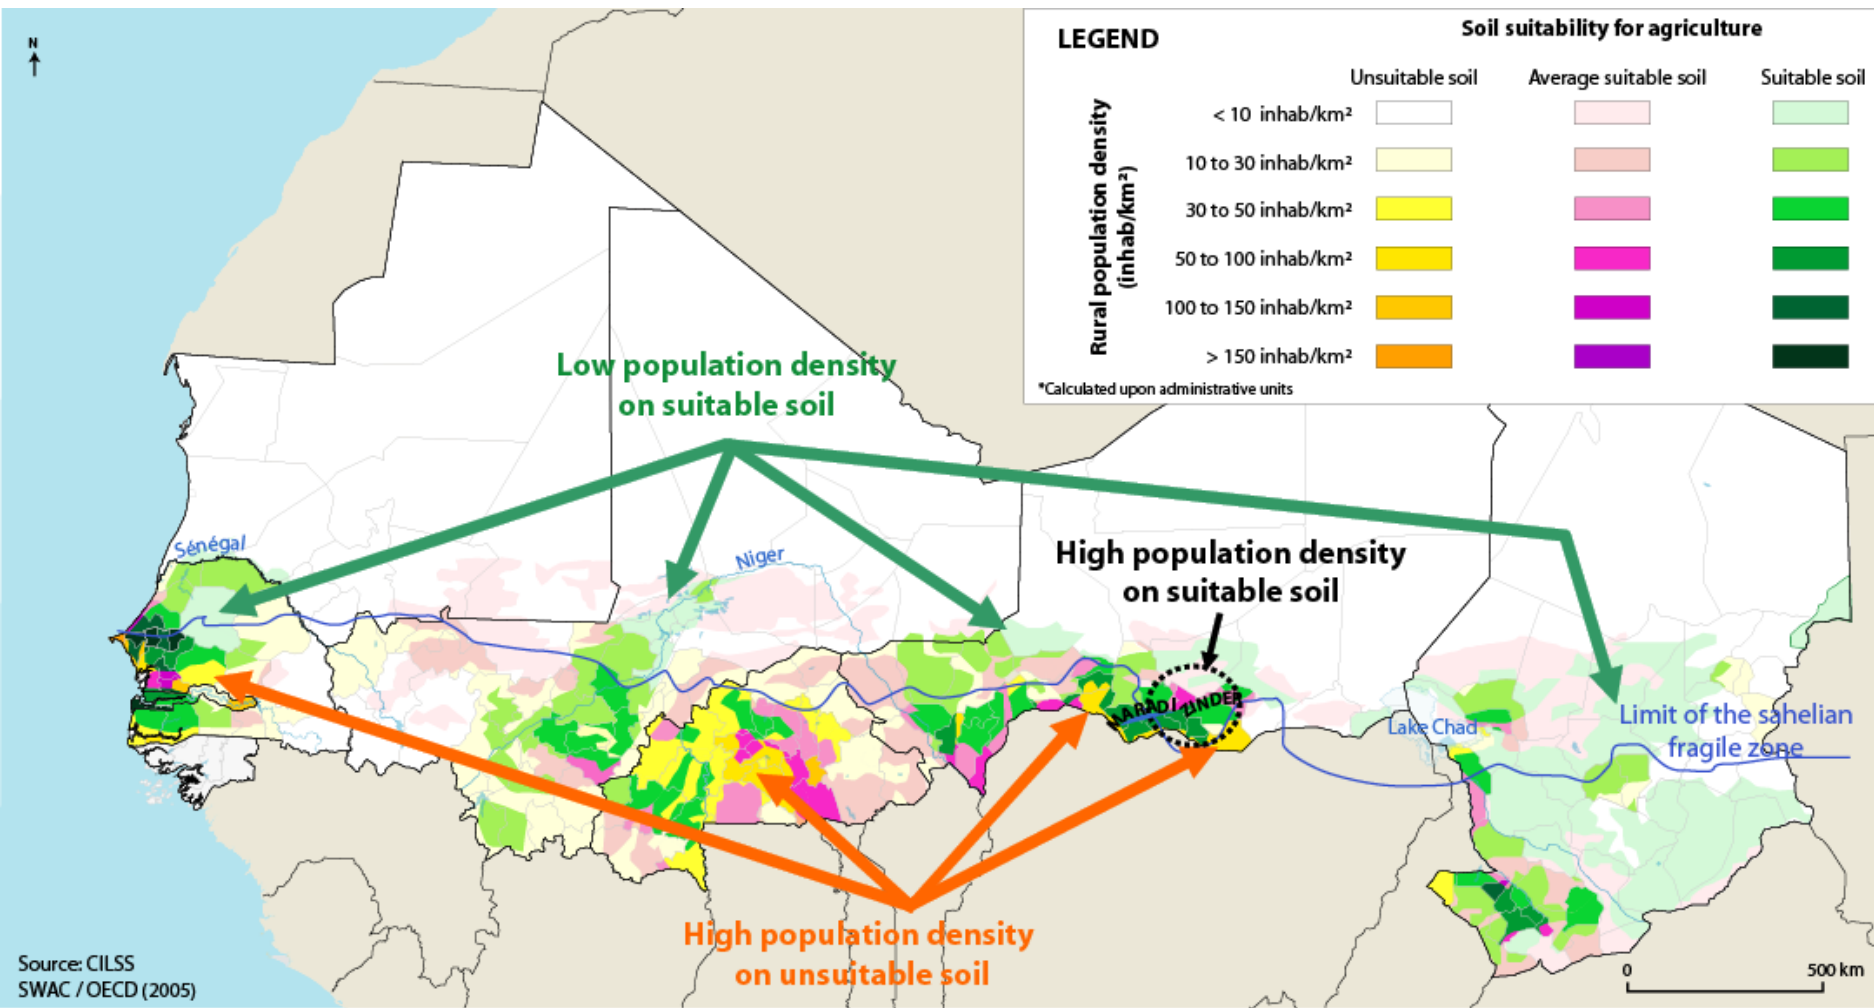 N
LEGEND
Soil suitability for agriculture
Unsuitable soil
Average suitable soil
Suitable soil
Rural population density
(inhab/km²)
< 10 inhab/km²
10 to 30 inhab/km²
30 to 50 inhab/km²
50 to 100 inhab/km²
100 to 150 inhab/km²
> 150 inhab/km²
*Calculated upon administrative units
Low population density
on suitable soil
Sénégal
Niger
High population density
on suitable soil
MARADI
ZINDER
Lake Chad
Limit of the sahelian
fragile zone
High population density
on unsuitable soil
Source: CILSS
SWAC / OECD (2005)
0
500 km